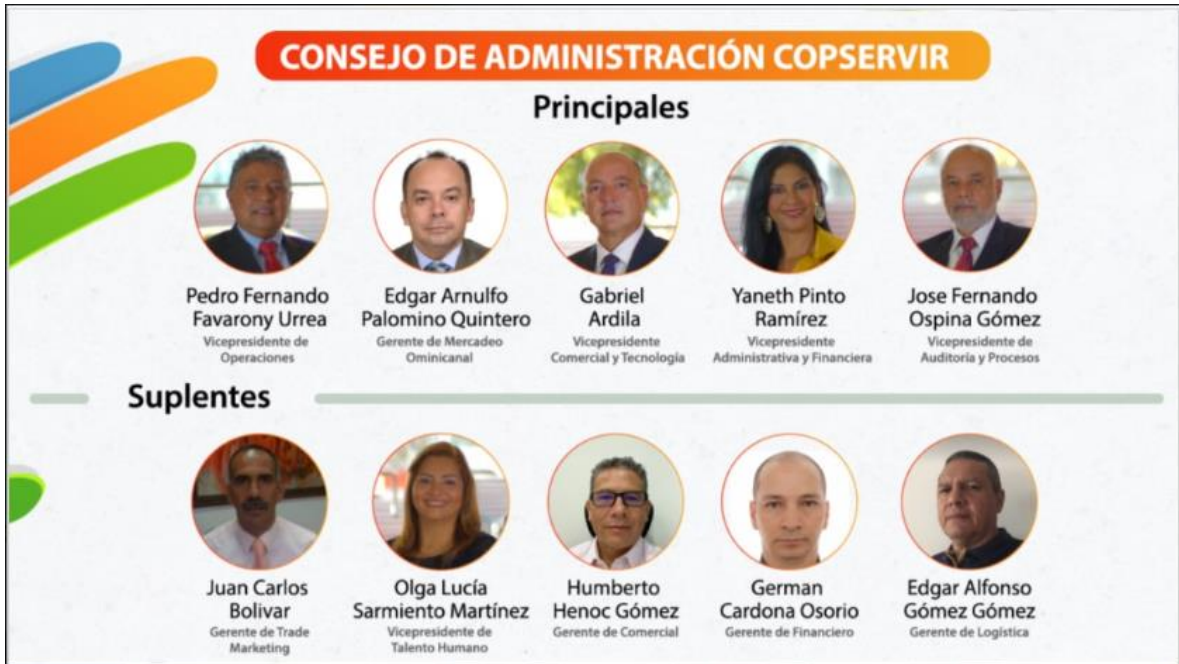 CONSEJO DE ADMINISTRACIÓN COPSERVIR
Principales
Pedro Fernando
Favarony Urrea
Vicepresidente de
Operaciones
Edgar Arnulfo
Palomino Quintero
Gerente de Mercadeo
Ominicanal
Gabriel
Ardila
Vicepresidente
Comercial y Tecnología
Yaneth Pinto
Ramírez
Vicepresidente
Administrativa y Financiera
Jose Fernando
Ospina Gómez
Vicepresidente de
Auditoría y Procesos
Suplentes
Juan Carlos
Bolivar
Gerente de Trade
Marketing
Olga Lucía
Sarmiento Martínez
Vicepresidente de
Talento Humano
Humberto
Henoc Gómez
Gerente de Comercial
German
Cardona Osorio
Gerente de Financiero
Edgar Alfonso
Gómez Gómez
Gerente de Logística